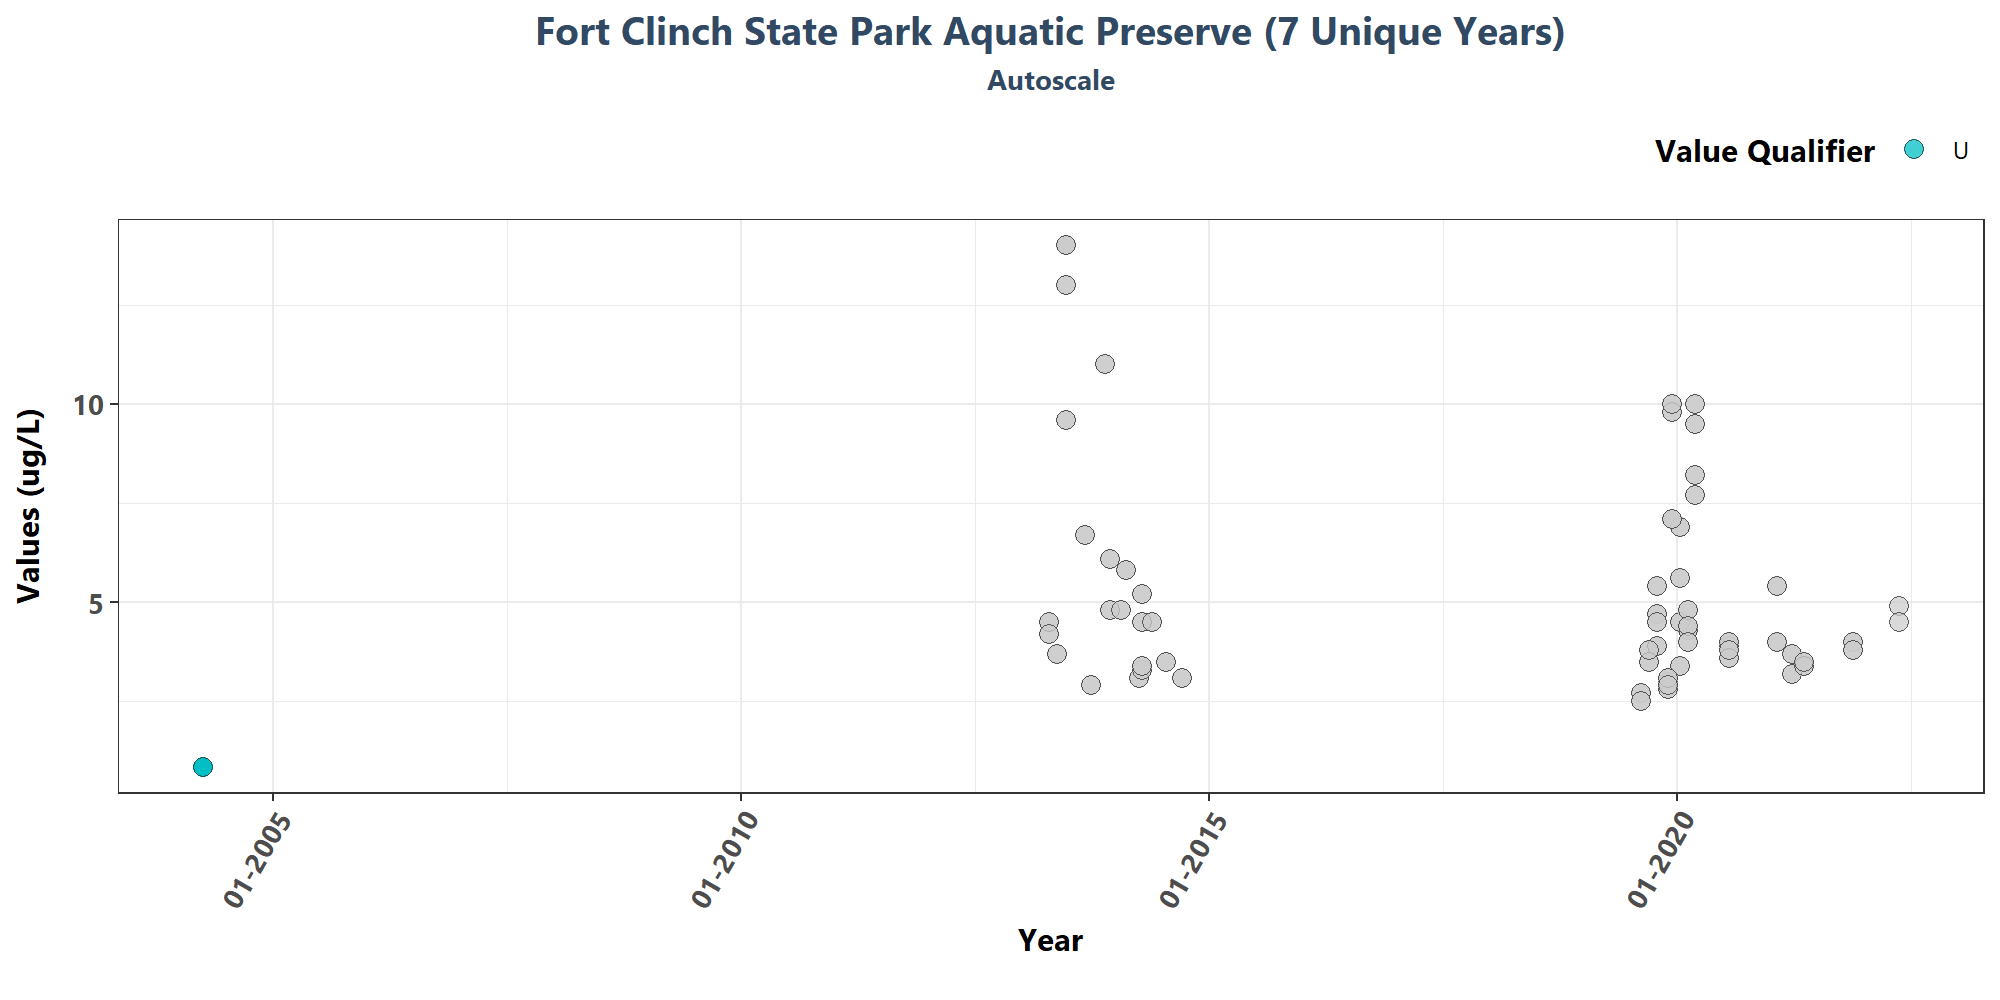 Fort Clinch State Park Aquatic Preserve (7 Unique Years)
Autoscale
Value Qualifier U
Values (ug/L)
10
5
01-2005 01-2010 01-2015 01-2020
Year